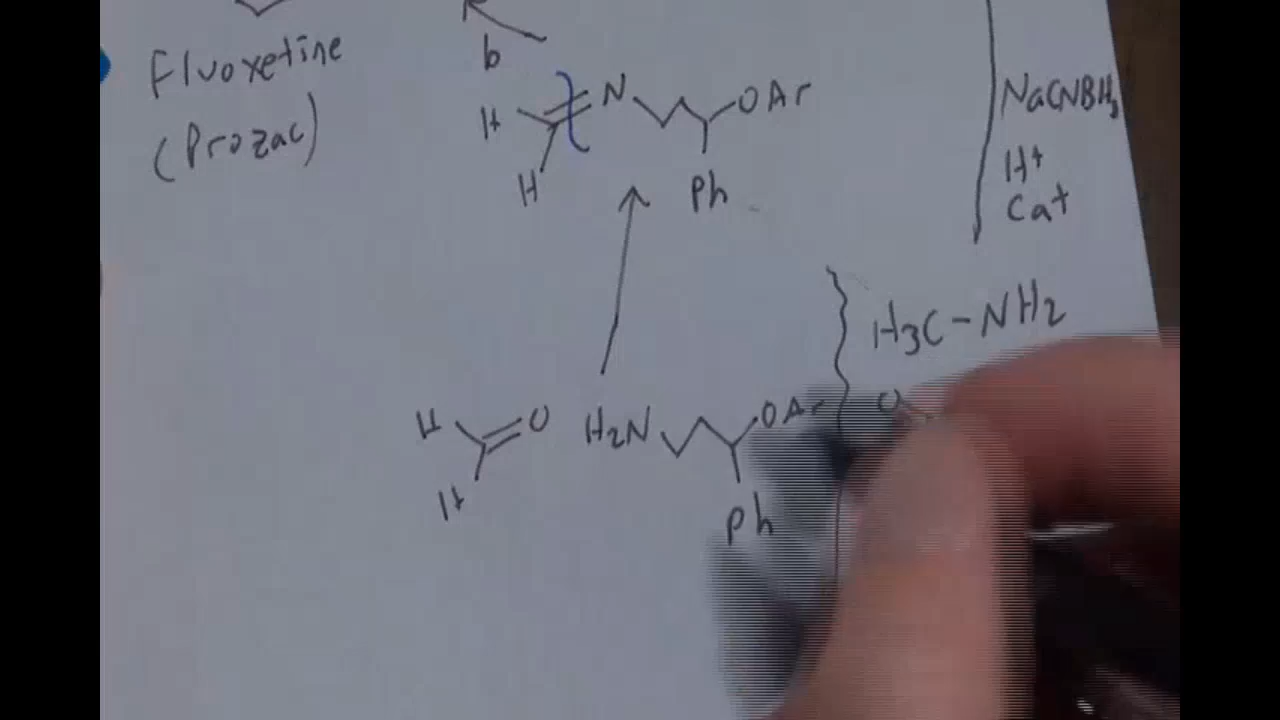 Fluoxetine
(Prozac)
b
H
N
OAr
H
Ph
NaCNBH3
H+
Cat
H3C-NH2
H
O
H2N
OAr
O
H
Ph